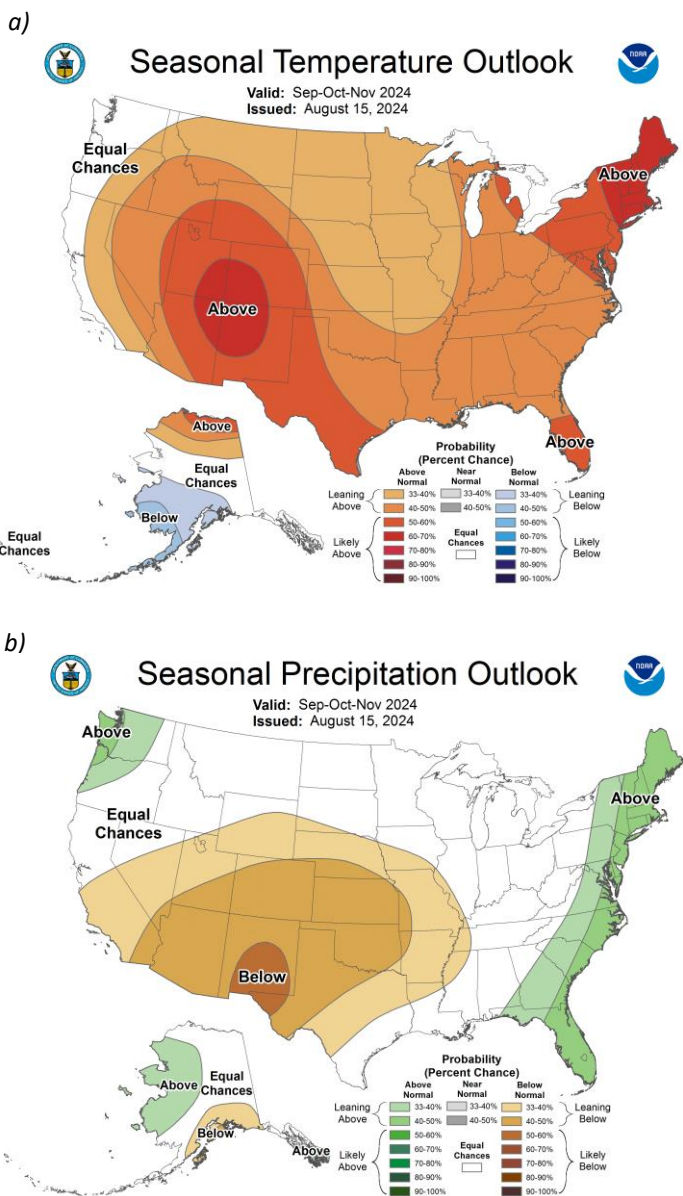 a)
Seasonal Temperature Outlook
NOAA
Valid: Sep-Oct-Nov 2024
Issued: August 15, 2024
Equal
Chances
Above
Above
Above
Above
Equal
Chances
Below
Equal
Chances
Probability
(Percent Chance)
Above
Normal
Near
Normal
Below
Normal
Leaning
Above
33-40%
33-40%
33-40%
Leaning
Below
40-50%
40-50%
40-50%
Likely
Above
50-60%
Equal
Chances
50-60%
Likely
Below
60-70%
60-70%
70-80%
70-80%
80-90%
80-90%
90-100%
90-100%
b)
Seasonal Precipitation Outlook
NOAA
Valid: Sep-Oct-Nov 2024
Issued: August 15, 2024
Above
Equal
Chances
Above
Below
Above
Equal
Chances
Below
Above
Probability
(Percent Chance)
Above
Normal
Near
Normal
Below
Normal
Leaning
Above
33-40%
33-40%
33-40%
Leaning
Below
40-50%
40-50%
40-50%
Likely
Above
50-60%
Equal
Chances
50-60%
Likely
Below
60-70%
60-70%
70-80%
70-80%
80-90%
80-90%
90-100%
90-100%